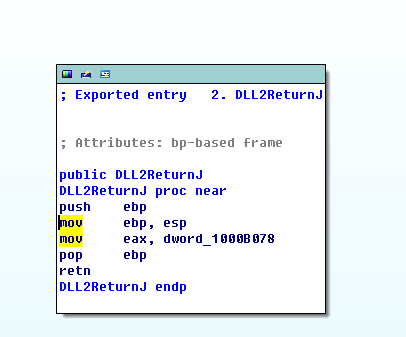 ; Exported entry   2. DLL2ReturnJ
; Attributes: bp-based frame
public DLL2ReturnJ
DLL2ReturnJ proc near
push    ebp
mov     ebp, esp
mov     eax, dword_1000B078
pop     ebp
retn
DLL2ReturnJ endp